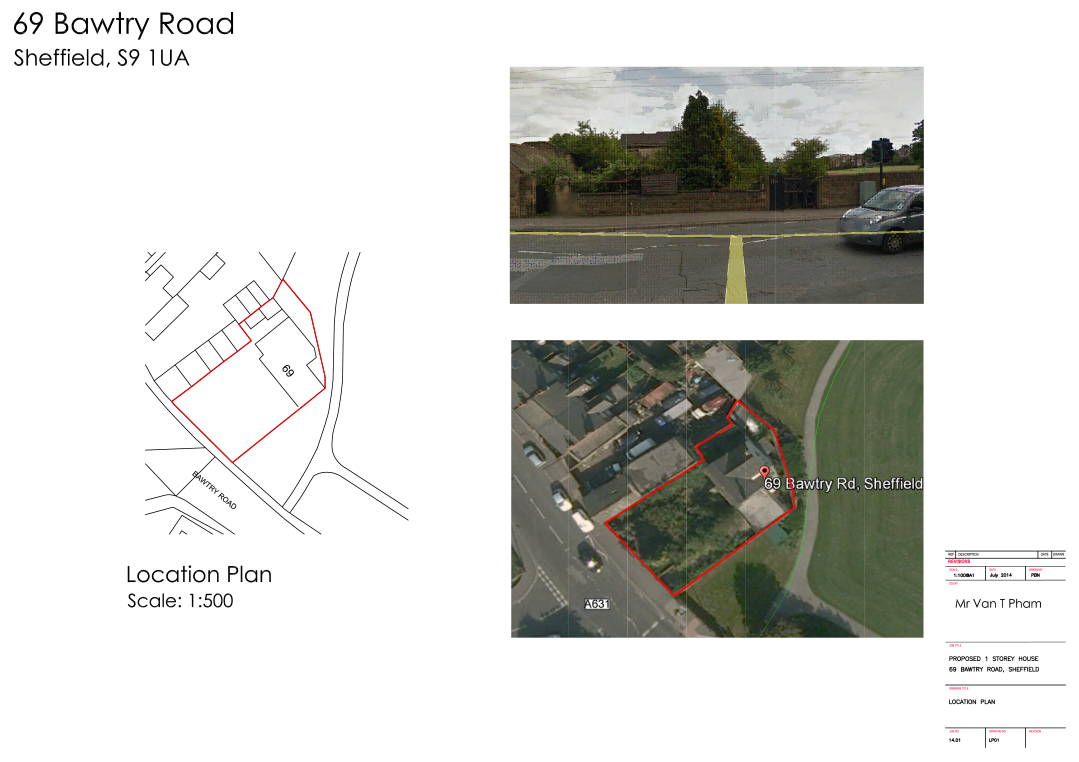 69 Bawtry Road
Sheffield, S9 1UA
69
BAWTRY ROAD
Location Plan
Scale: 1:500
69 Bawtry Rd, Sheffield
A631
REF DESCRIPTION DATE DRAWN
REVISIONS
SCALE DATE DRAWN BY
1:100@A1 July 2014 PBN
CLIENT
Mr Van T Pham
JOB TITLE
PROPOSED 1 STOREY HOUSE
69 BAWTRY ROAD, SHEFFIELD
DRAWING TITLE
LOCATION PLAN
JOB NO. DRAWING NO. REVISION
14.01 LP01